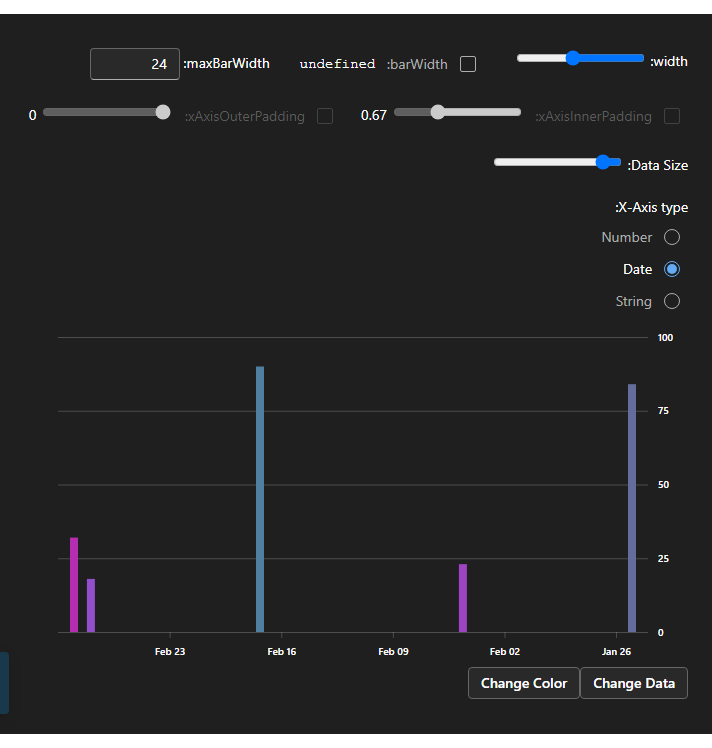 :width
:barWidth undefined
:maxBarWidth 24
:xAxisInnerPadding 0.67
:xAxisOuterPadding 0
:Data Size
:X-Axis type
Number
Date
String
100
75
50
25
0
Jan 26 Feb 02 Feb 09 Feb 16 Feb 23
Change Data Change Color